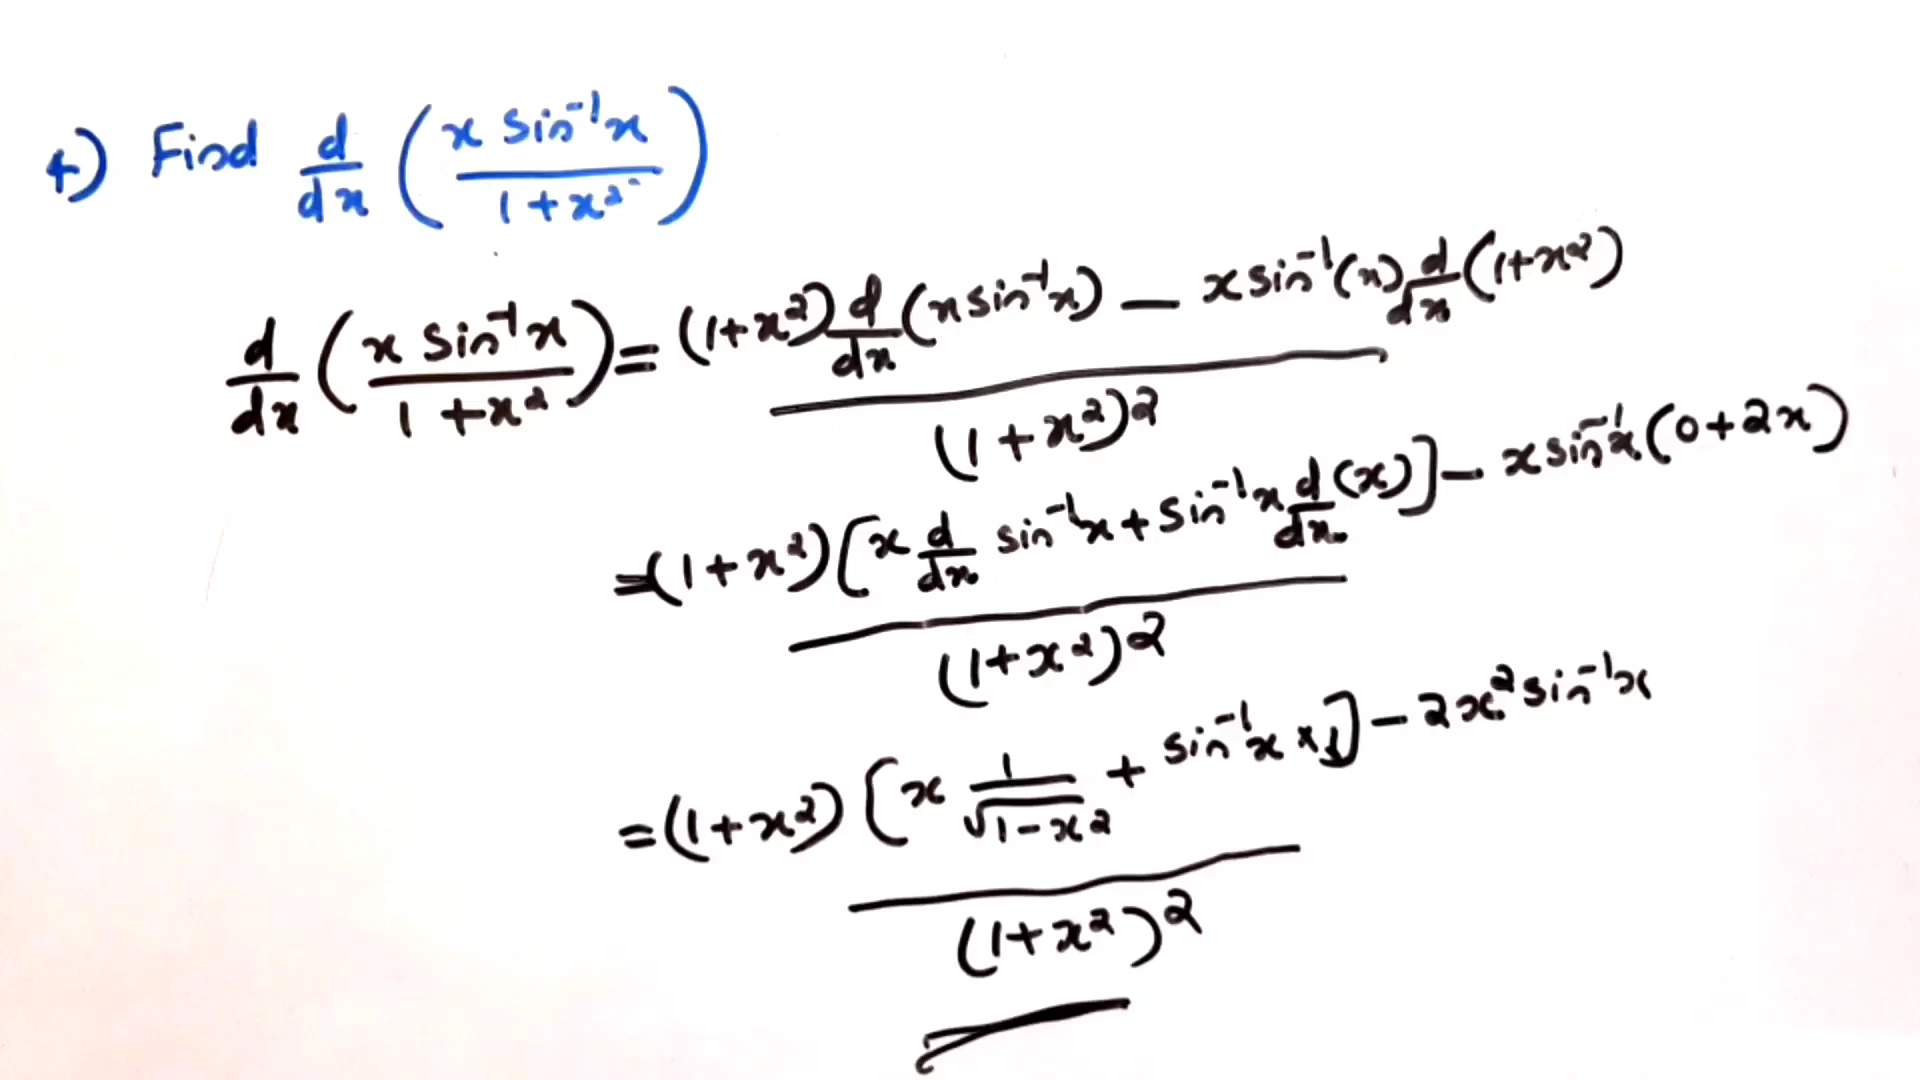 4) Find d/dx (x sin⁻¹x / 1+x²)
d/dx (x sin⁻¹x / 1+x²) = (1+x²) d/dx (x sin⁻¹x) – x sin⁻¹(x) d/dx (1+x²) / (1+x²)²
= (1+x²) [x d/dx sin⁻¹x + sin⁻¹x d/dx (x)] – x sin⁻¹x (0+2x) / (1+x²)²
= (1+x²) [x 1/√1-x² + sin⁻¹x × 1] – 2x² sin⁻¹x / (1+x²)²